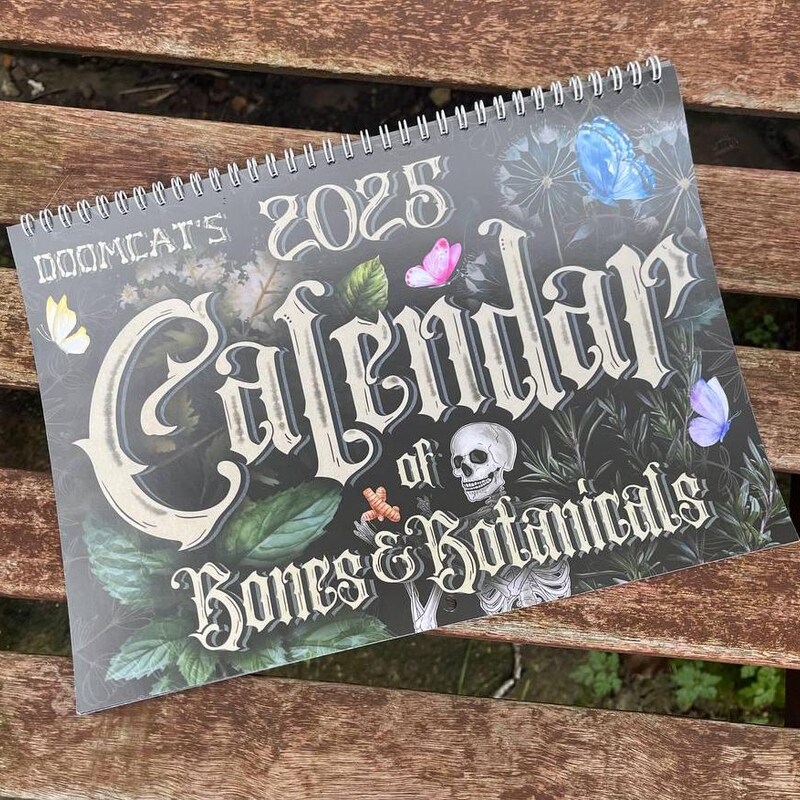 DOOMCAT'S 2025
Calendar
of
Bones & Botanicals